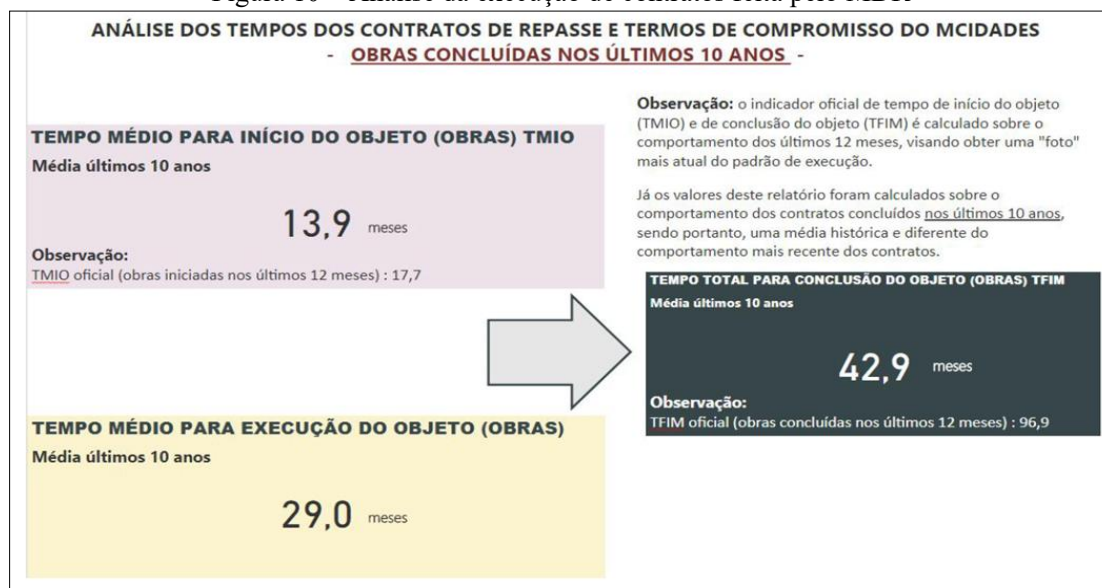 ANÁLISE DOS TEMPOS DOS CONTRATOS DE REPASSE E TERMOS DE COMPROMISSO DO MCIDADES
- OBRAS CONCLUÍDAS NOS ÚLTIMOS 10 ANOS -
TEMPO MÉDIO PARA INÍCIO DO OBJETO (OBRAS) TMIO
Média últimos 10 anos
13,9 meses
Observação:
TMIO oficial (obras iniciadas nos últimos 12 meses) : 17,7
Observação: o indicador oficial de tempo de início do objeto
(TMIO) e de conclusão do objeto (TFIM) é calculado sobre o
comportamento dos últimos 12 meses, visando obter uma "foto"
mais atual do padrão de execução.
Já os valores deste relatório foram calculados sobre o
comportamento dos contratos concluídos nos últimos 10 anos,
sendo portanto, uma média histórica e diferente do
comportamento mais recente dos contratos.
TEMPO TOTAL PARA CONCLUSÃO DO OBJETO (OBRAS) TFIM
Média últimos 10 anos
42,9 meses
Observação:
TFIM oficial (obras concluídas nos últimos 12 meses) : 96,9
TEMPO MÉDIO PARA EXECUÇÃO DO OBJETO (OBRAS)
Média últimos 10 anos
29,0 meses